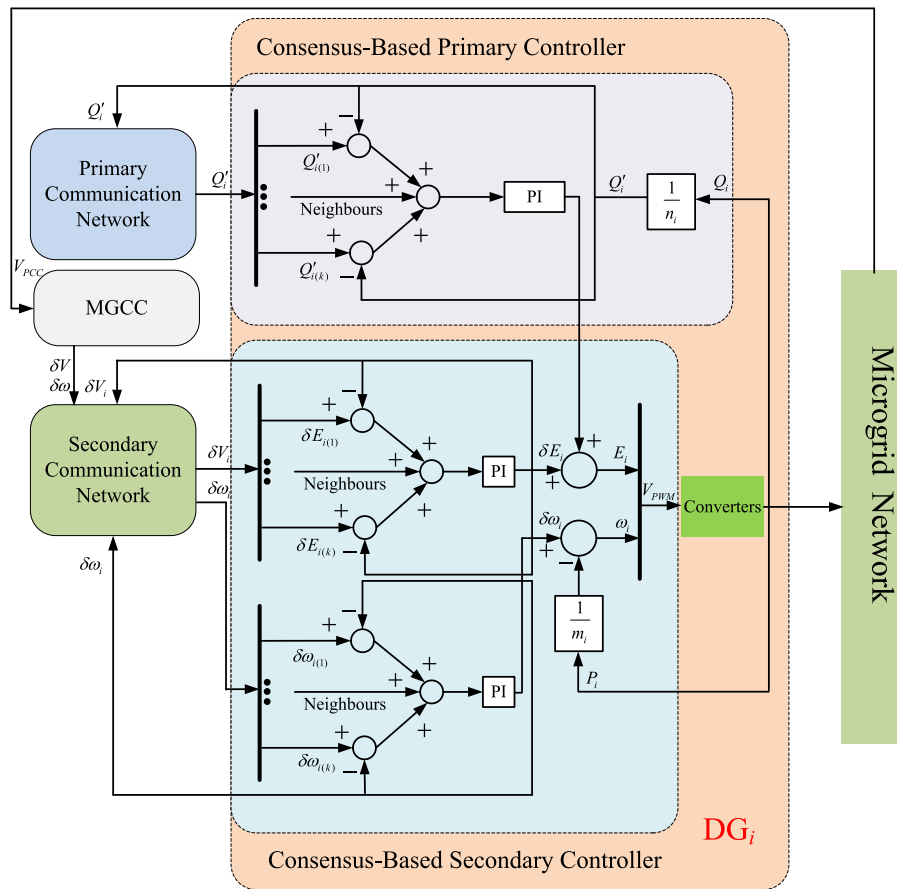 Consensus-Based Primary Controller
Q′ᵢ
Primary
Communication
Network
Q′ᵢ
−
+
Q′ᵢ₍₁₎
+
+
Neighbours
+
+
Q′ᵢ₍ₖ₎
−
PI
Q′ᵢ
1
nᵢ
Qᵢ
V_PCC
MGCC
δV
δω
δVᵢ
Secondary
Communication
Network
δVᵢ
δωᵢ
δωᵢ
−
+
δEᵢ₍₁₎
+
+
Neighbours
+
+
δEᵢ₍ₖ₎
−
PI
δEᵢ
+
+
Eᵢ
V_PWM
Converters
Microgrid Network
δωᵢ
+
−
ωᵢ
1
mᵢ
Pᵢ
−
+
δωᵢ₍₁₎
+
+
Neighbours
+
+
δωᵢ₍ₖ₎
−
PI
DGᵢ
Consensus-Based Secondary Controller